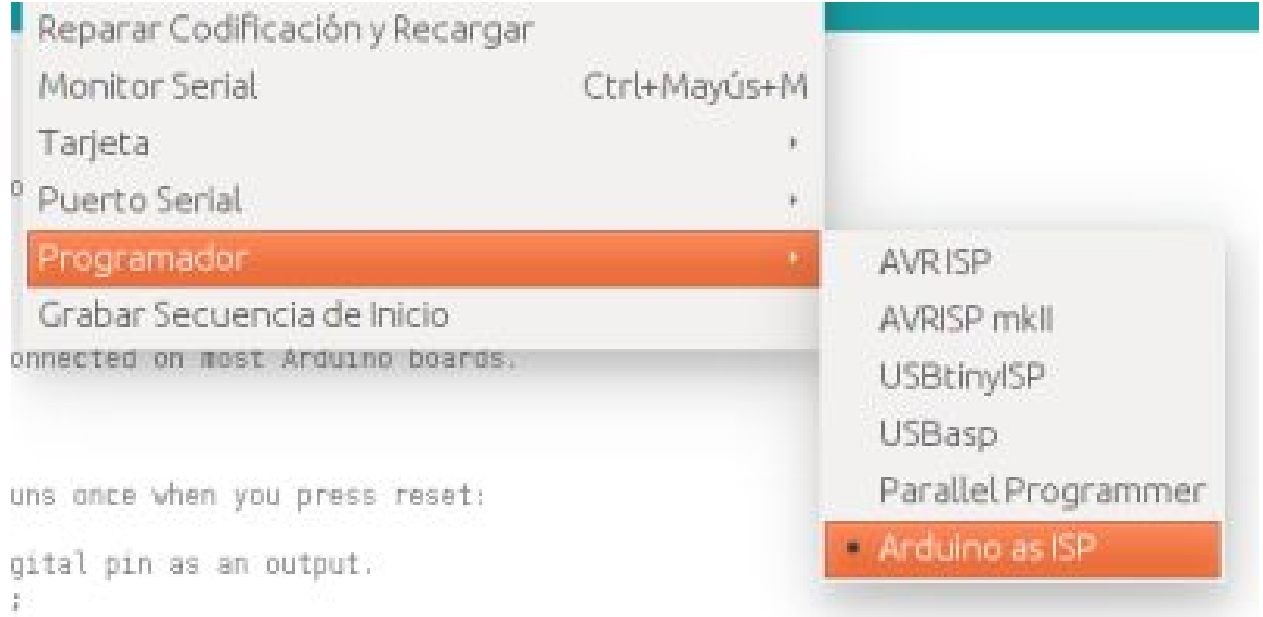 Reparar Codificación y Recargar
Monitor Serial Ctrl+Mayús+M
Tarjeta
o
Puerto Serial
Programador
Grabar Secuencia de Inicio
onnected on most Arduino boards.
AVR ISP
AVRISP mkII
USBtinyISP
USBasp
Parallel Programmer
• Arduino as ISP
uns once when you press reset:
gital pin as an output.
;